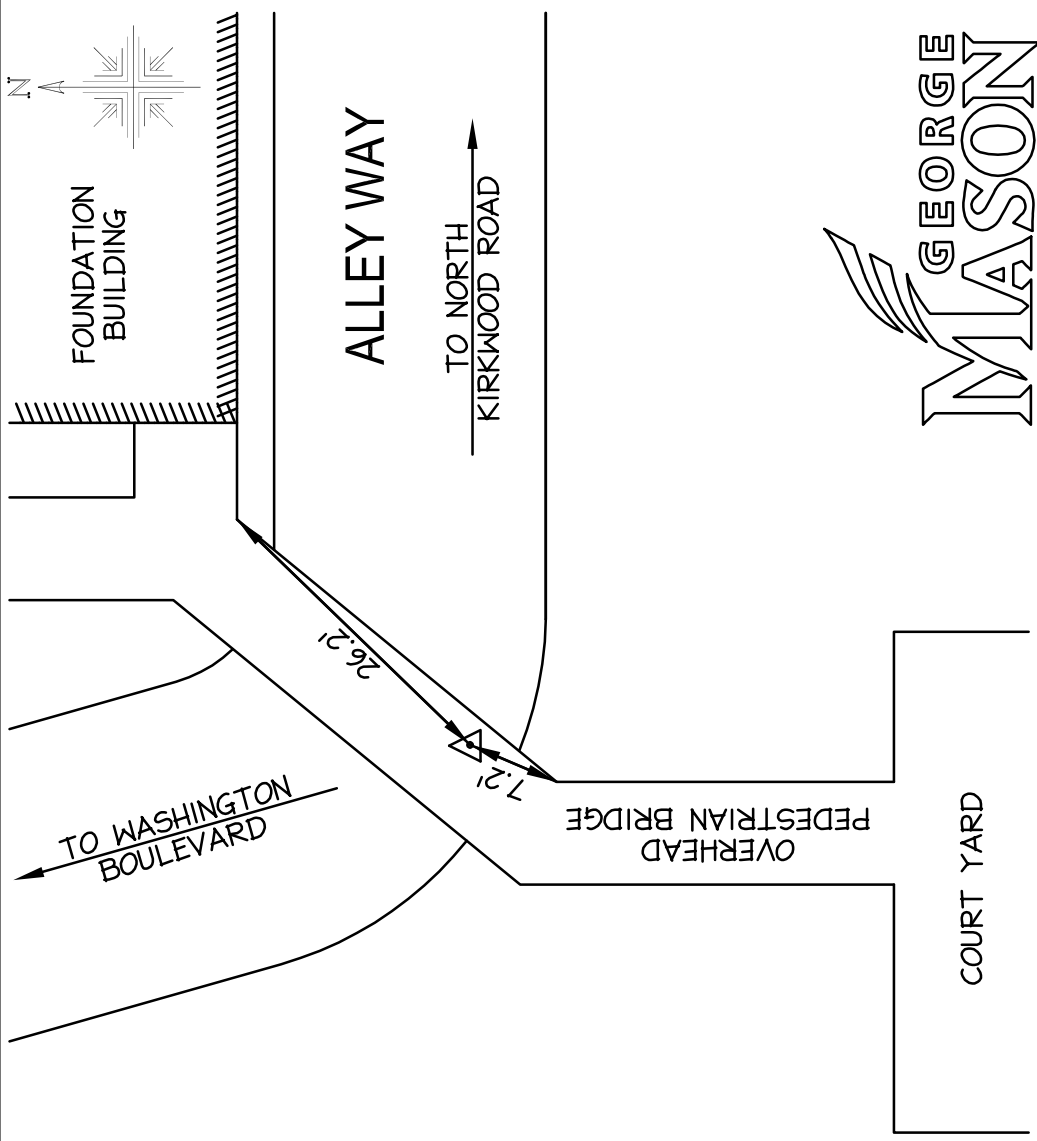 N
FOUNDATION
BUILDING
ALLEY WAY
TO NORTH
KIRKWOOD ROAD
GEORGE
MASON
26.2'
7.2'
TO WASHINGTON
BOULEVARD
OVERHEAD
PEDESTRIAN BRIDGE
COURT YARD